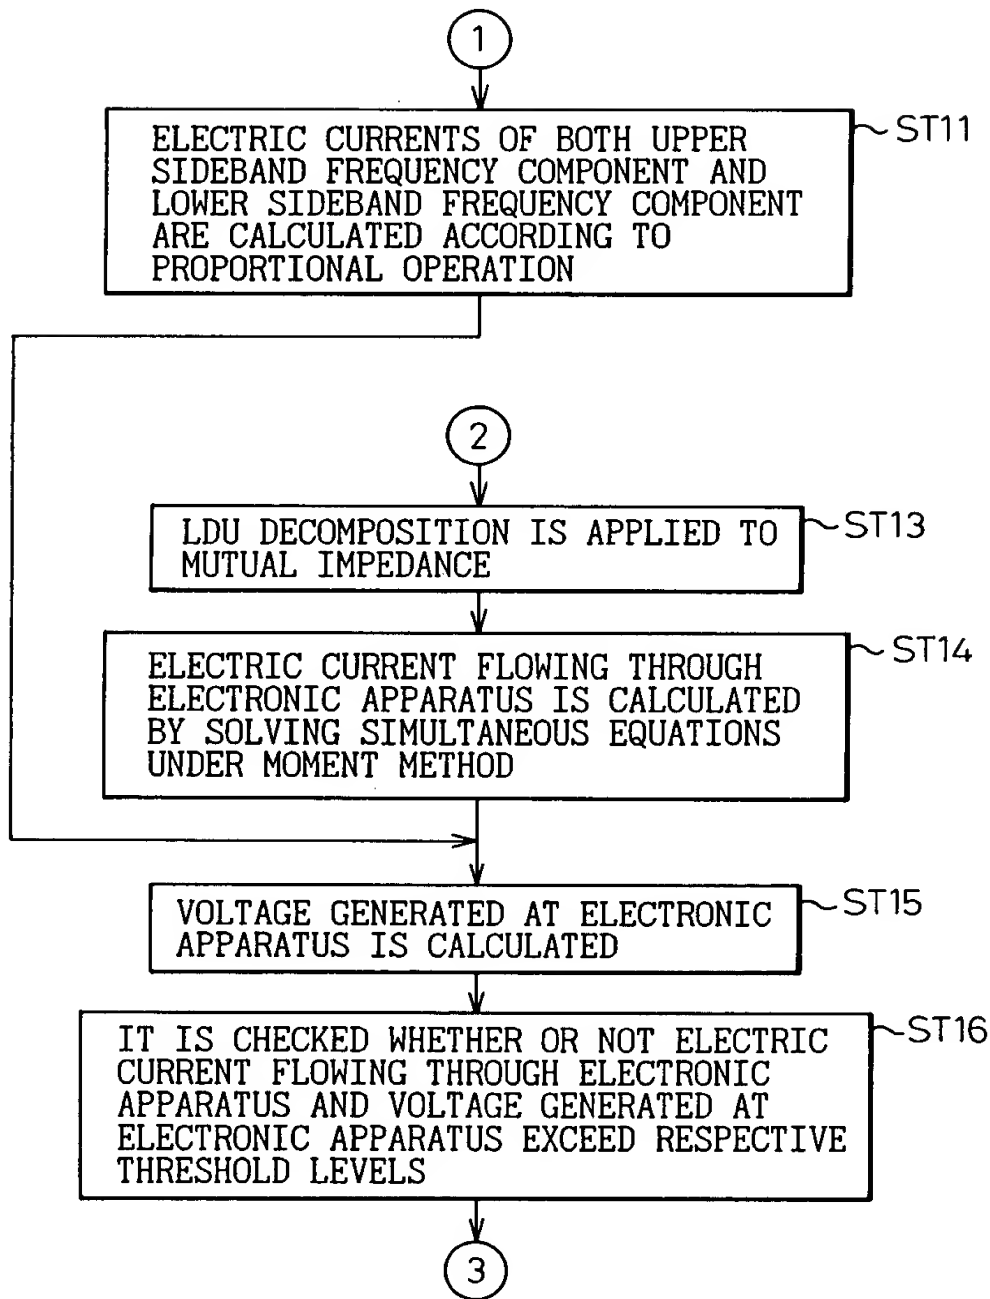 1
ELECTRIC CURRENTS OF BOTH UPPER
SIDEBAND FREQUENCY COMPONENT AND
LOWER SIDEBAND FREQUENCY COMPONENT
ARE CALCULATED ACCORDING TO
PROPORTIONAL OPERATION
ST11
2
LDU DECOMPOSITION IS APPLIED TO
MUTUAL IMPEDANCE
ST13
ELECTRIC CURRENT FLOWING THROUGH
ELECTRONIC APPARATUS IS CALCULATED
BY SOLVING SIMULTANEOUS EQUATIONS
UNDER MOMENT METHOD
ST14
VOLTAGE GENERATED AT ELECTRONIC
APPARATUS IS CALCULATED
ST15
IT IS CHECKED WHETHER OR NOT ELECTRIC
CURRENT FLOWING THROUGH ELECTRONIC
APPARATUS AND VOLTAGE GENERATED AT
ELECTRONIC APPARATUS EXCEED RESPECTIVE
THRESHOLD LEVELS
ST16
3